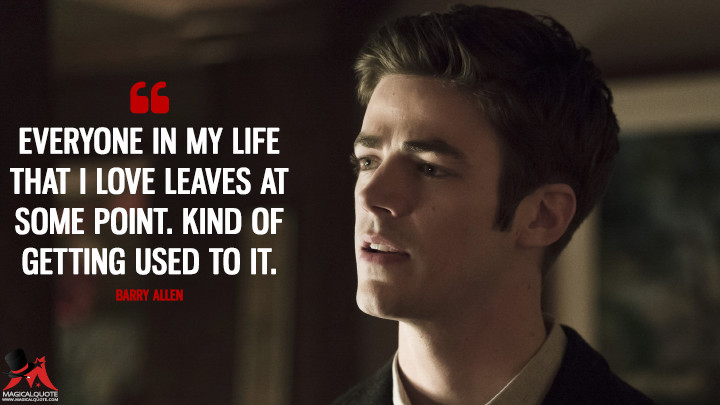 EVERYONE IN MY LIFE
THAT I LOVE LEAVES AT
SOME POINT. KIND OF
GETTING USED TO IT.
BARRY ALLEN
MAGICALQUOTE
WWW.MAGICALQUOTE.COM